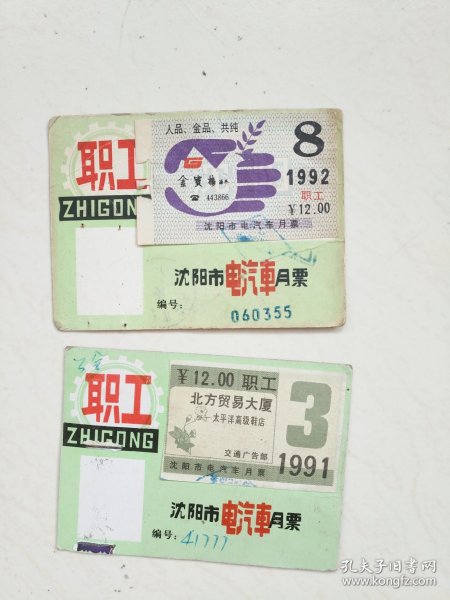 职工
ZHIGONG
人品、金品、共纯
8
1992
金宝
☎ 443866
职工
￥12.00
沈阳市电汽车月票
沈阳市电汽車月票
编号：
060355
职工
ZHIGONG
￥12.00 职工
北方贸易大厦
太平洋高级鞋店
交通广告部
沈阳市电汽车月票
3
1991
沈阳市电汽車月票
编号：
41777
孔夫子旧书网
www.kongfz.com